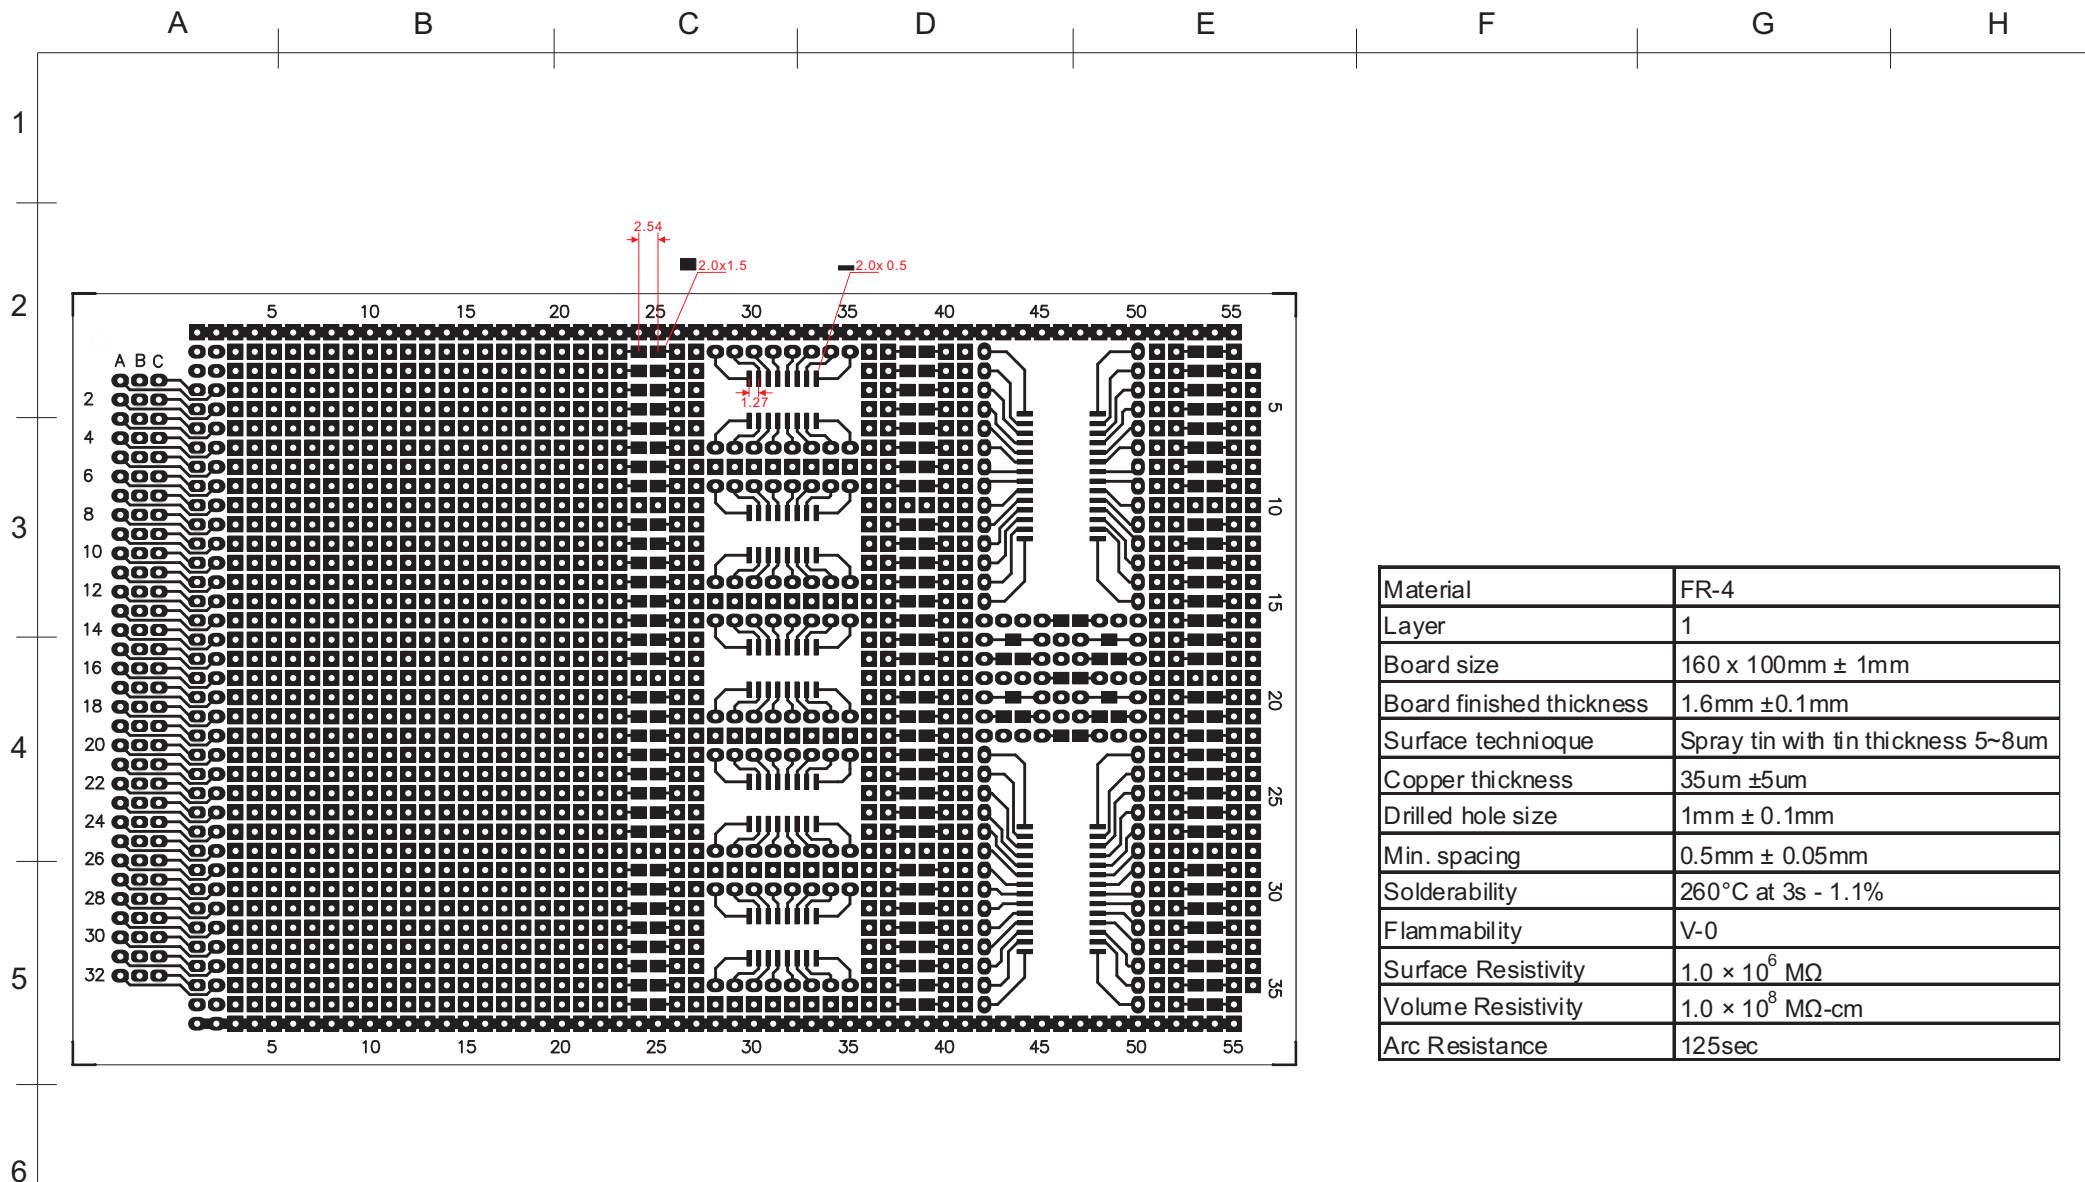 A B C D E F G H
1
2.54
2.0x1.5
2.0x 0.5
2
5 10 15 20 25 30 35 40 45 50 55
A B C
1.27
2
5
4
6
3
8
10
10
12
15
14
16
18
20
4
20
22
25
24
26
28
30
30
5
32
35
5 10 15 20 25 30 35 40 45 50 55
6
Material FR-4
Layer 1
Board size 160 x 100mm ± 1mm
Board finished thickness 1.6mm ±0.1mm
Surface technioque Spray tin with tin thickness 5~8um
Copper thickness 35um ±5um
Drilled hole size 1mm ± 0.1mm
Min. spacing 0.5mm ± 0.05mm
Solderability 260°C at 3s - 1.1%
Flammability V-0
Surface Resistivity 1.0 × 10⁶ MΩ
Volume Resistivity 1.0 × 10⁸ MΩ-cm
Arc Resistance 125sec